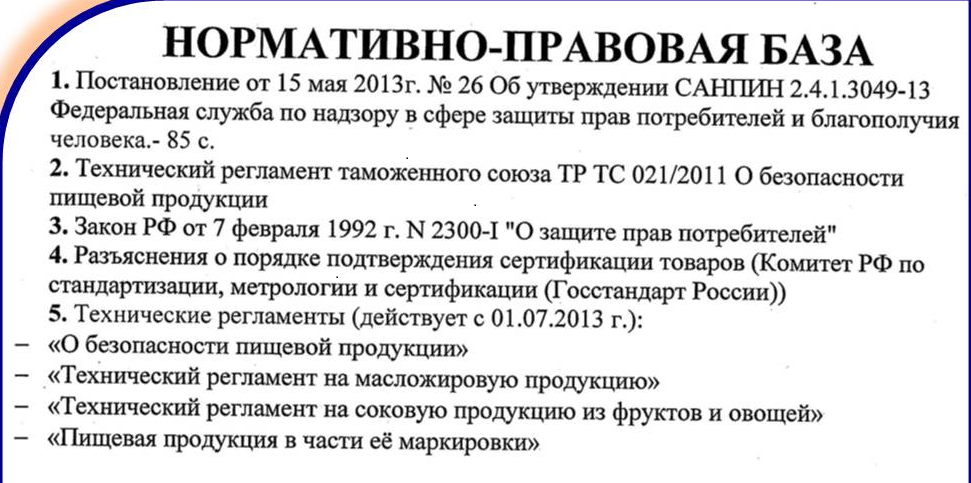 НОРМАТИВНО-ПРАВОВАЯ БАЗА
1. Постановление от 15 мая 2013г. № 26 Об утверждении САНПИН 2.4.1.3049-13
Федеральная служба по надзору в сфере защиты прав потребителей и благополучия
человека.- 85 с.
2. Технический регламент таможенного союза ТР ТС 021/2011 О безопасности
пищевой продукции
3. Закон РФ от 7 февраля 1992 г. N 2300-I "О защите прав потребителей"
4. Разъяснения о порядке подтверждения сертификации товаров (Комитет РФ по
стандартизации, метрологии и сертификации (Госстандарт России))
5. Технические регламенты (действует с 01.07.2013 г.):
– «О безопасности пищевой продукции»
– «Технический регламент на масложировую продукцию»
– «Технический регламент на соковую продукцию из фруктов и овощей»
– «Пищевая продукция в части её маркировки»